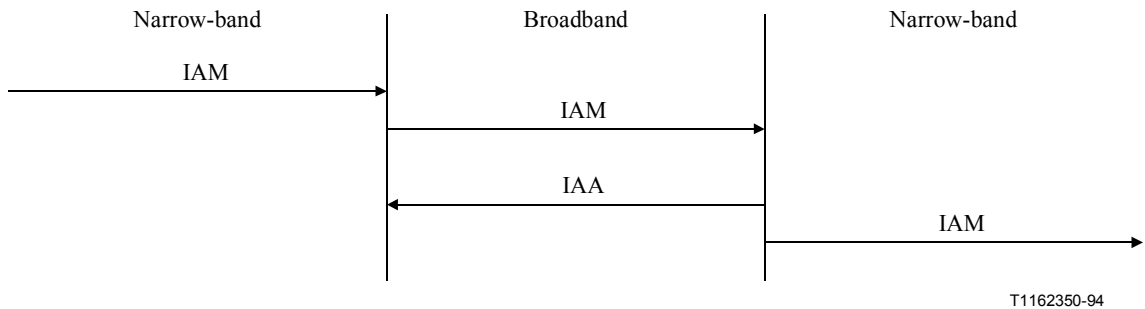 Narrow-band Broadband Narrow-band
IAM
IAM
IAA
IAM
T1162350-94